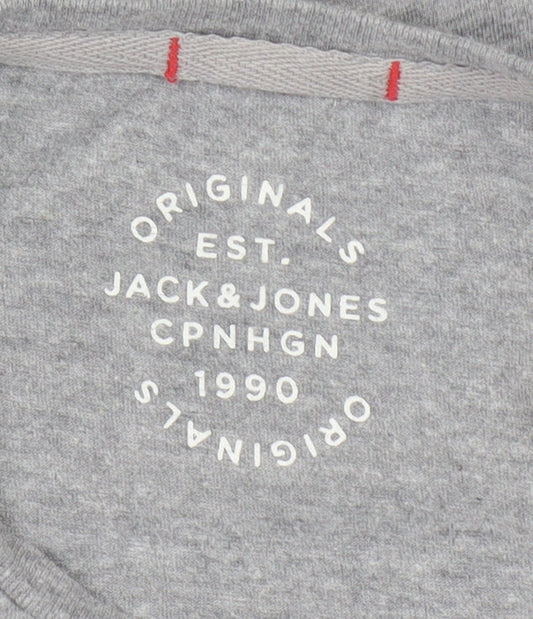 ORIGINALS
EST.
JACK & JONES
CPNHGN
1990
ORIGINALS